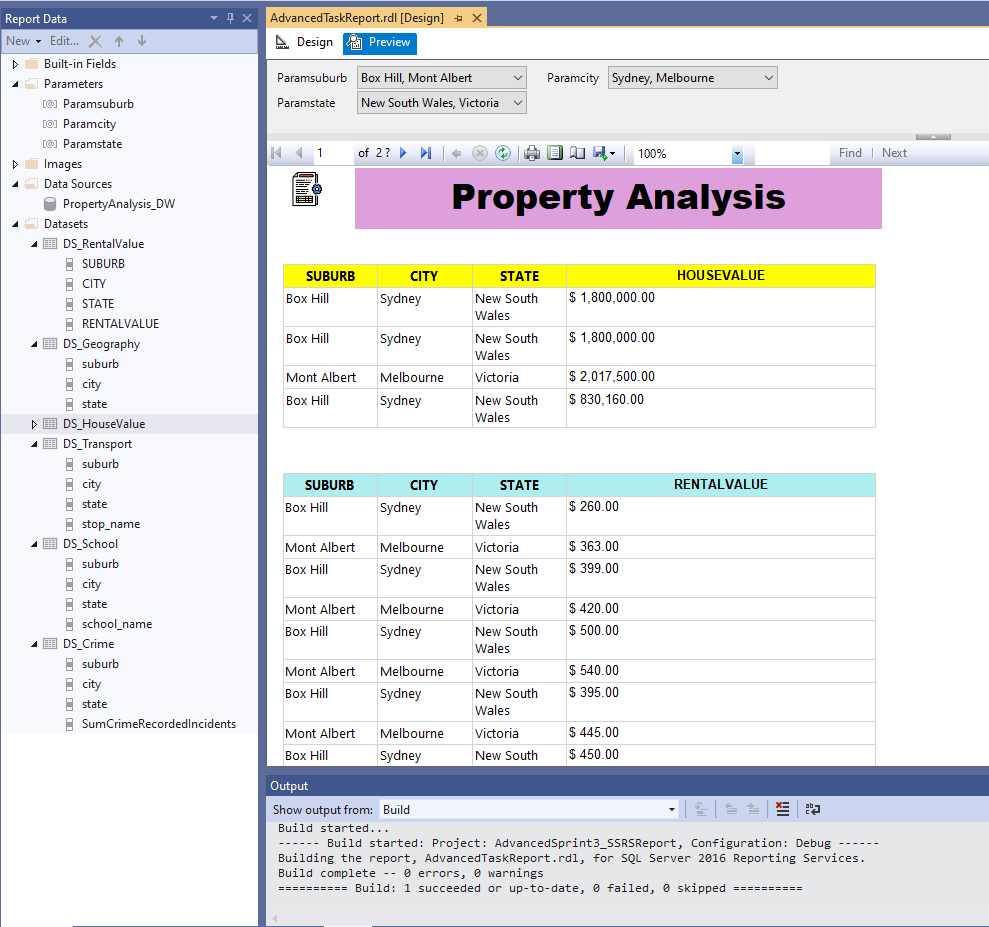 Report Data
New Edit...
Built-in Fields
Parameters
Paramsuburb
Paramcity
Paramstate
Images
Data Sources
PropertyAnalysis_DW
Datasets
DS_RentalValue
SUBURB
CITY
STATE
RENTALVALUE
DS_Geography
suburb
city
state
DS_HouseValue
DS_Transport
suburb
city
state
stop_name
DS_School
suburb
city
state
school_name
DS_Crime
suburb
city
state
SumCrimeRecordedIncidents
AdvancedTaskReport.rdl [Design]
Design Preview
Paramsuburb Box Hill, Mont Albert Paramcity Sydney, Melbourne
Paramstate New South Wales, Victoria
1 of 2 ? 100% Find | Next
Property Analysis
SUBURB CITY STATE HOUSEVALUE
Box Hill Sydney New South $ 1,800,000.00
Wales
Box Hill Sydney New South $ 1,800,000.00
Wales
Mont Albert Melbourne Victoria $ 2,017,500.00
Box Hill Sydney New South $ 830,160.00
Wales
SUBURB CITY STATE RENTALVALUE
Box Hill Sydney New South $ 260.00
Wales
Mont Albert Melbourne Victoria $ 363.00
Box Hill Sydney New South $ 399.00
Wales
Mont Albert Melbourne Victoria $ 420.00
Box Hill Sydney New South $ 500.00
Wales
Mont Albert Melbourne Victoria $ 540.00
Box Hill Sydney New South $ 395.00
Wales
Mont Albert Melbourne Victoria $ 445.00
Box Hill Sydney New South $ 450.00
Output
Show output from: Build
Build started...
------ Build started: Project: AdvancedSprint3_SSRSReport, Configuration: Debug ------
Building the report, AdvancedTaskReport.rdl, for SQL Server 2016 Reporting Services.
Build complete -- 0 errors, 0 warnings
========== Build: 1 succeeded or up-to-date, 0 failed, 0 skipped ==========